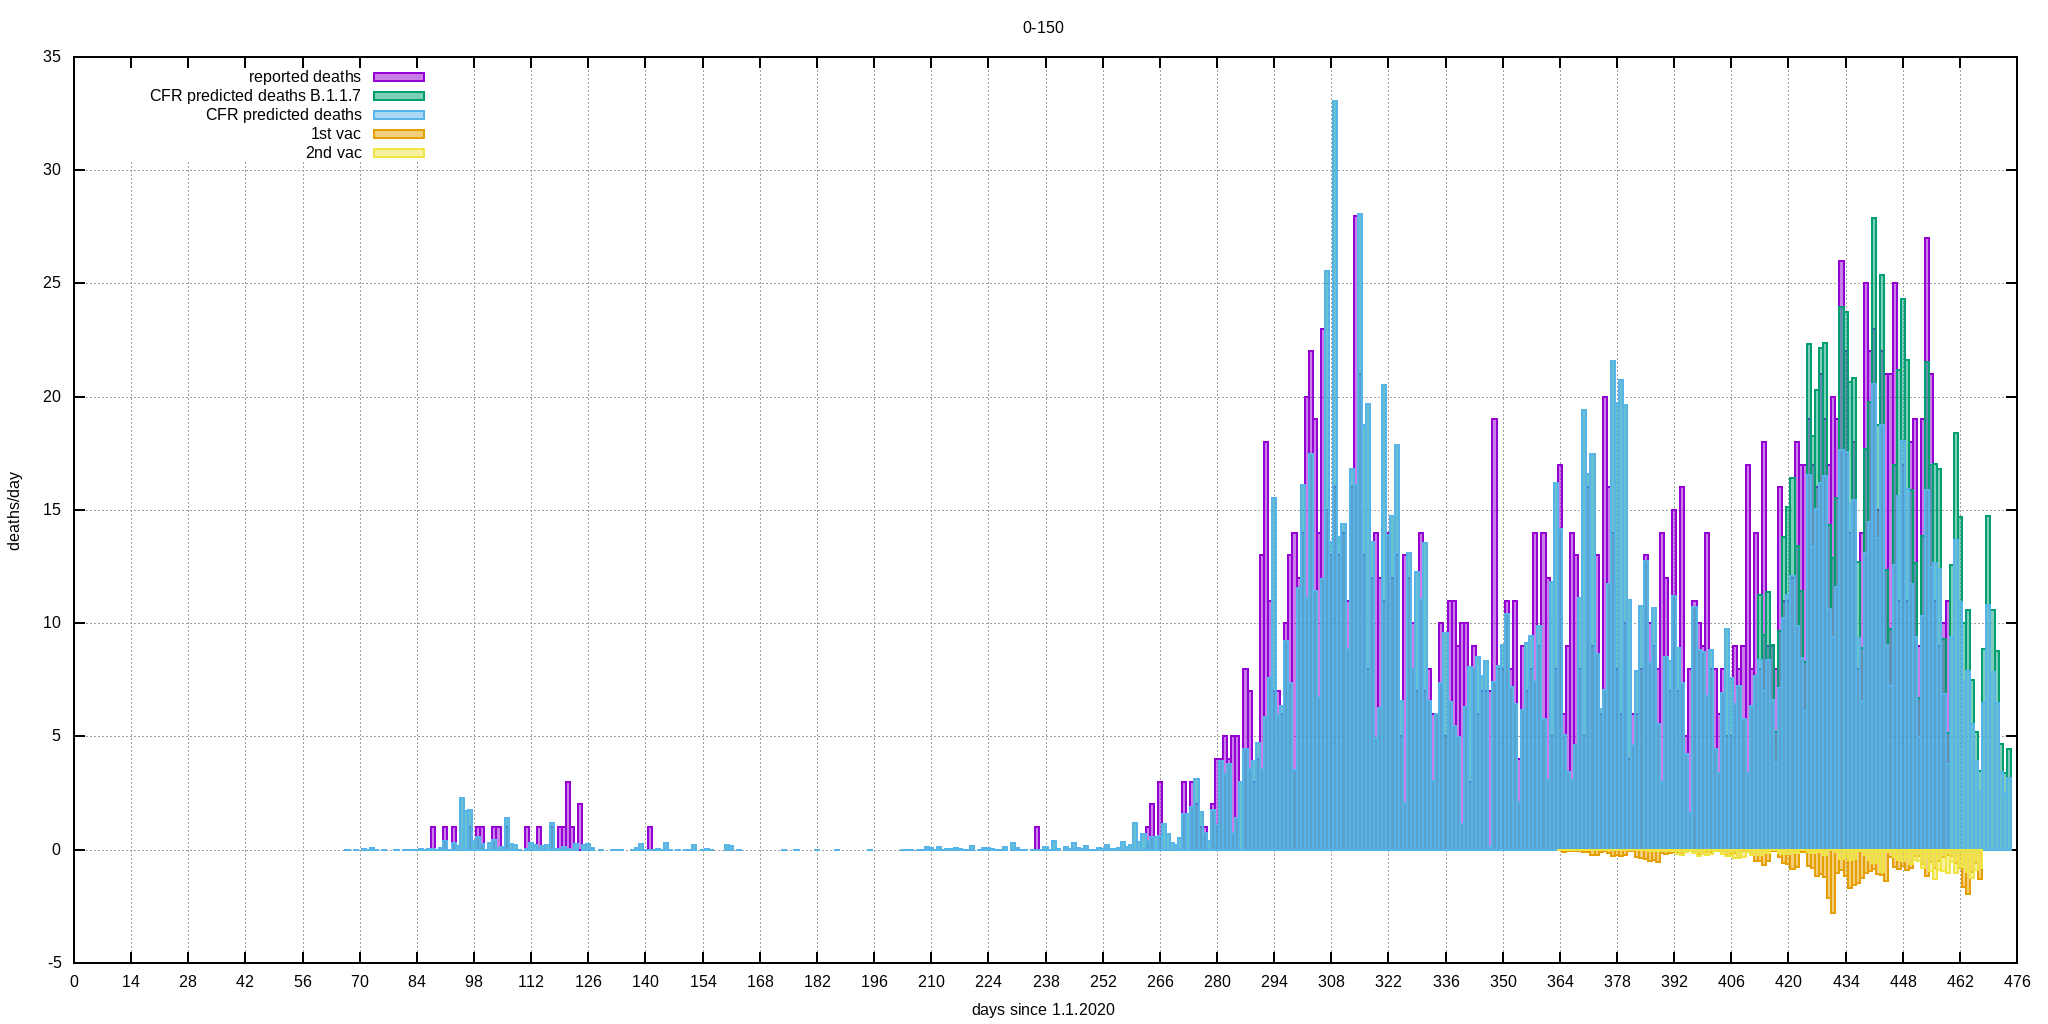 0-150
reported deaths
CFR predicted deaths B.1.1.7
CFR predicted deaths
1st vac
2nd vac
35
30
25
20
15
10
5
0
-5
deaths/day
0 14 28 42 56 70 84 98 112 126 140 154 168 182 196 210 224 238 252 266 280 294 308 322 336 350 364 378 392 406 420 434 448 462 476
days since 1.1.2020